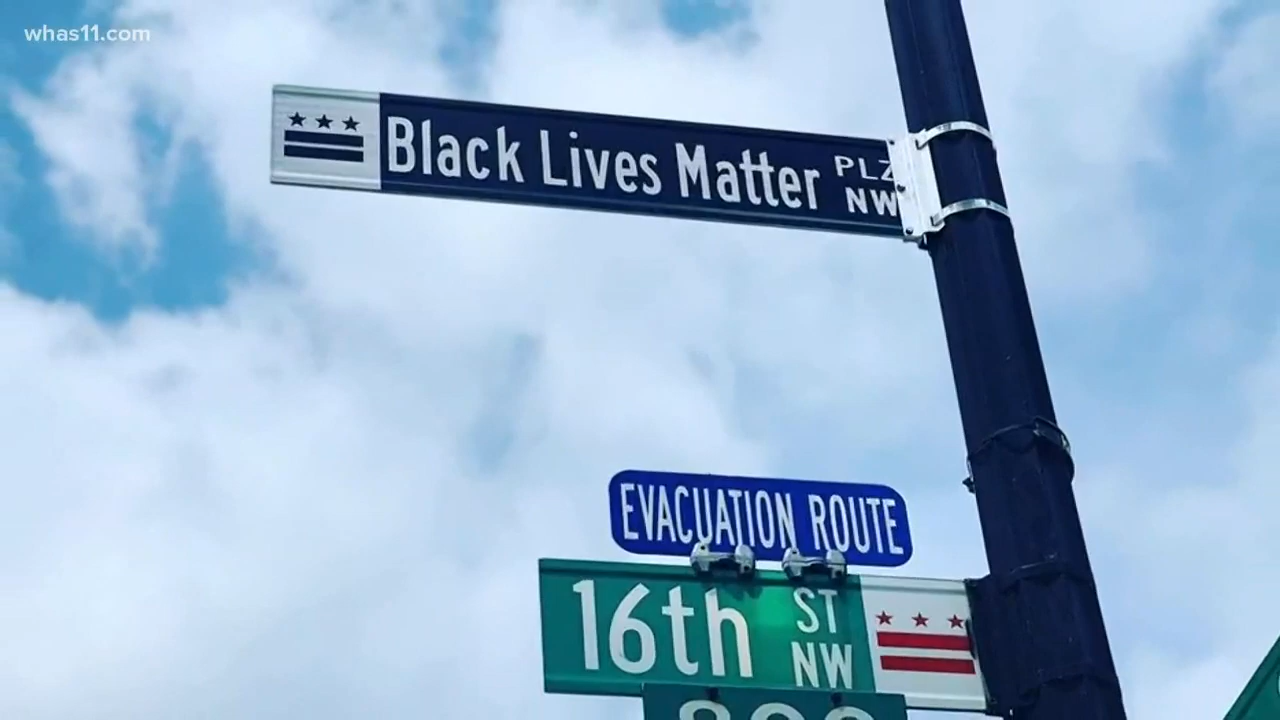 whas11.com
Black Lives Matter PLZ NW
EVACUATION ROUTE
16th ST NW